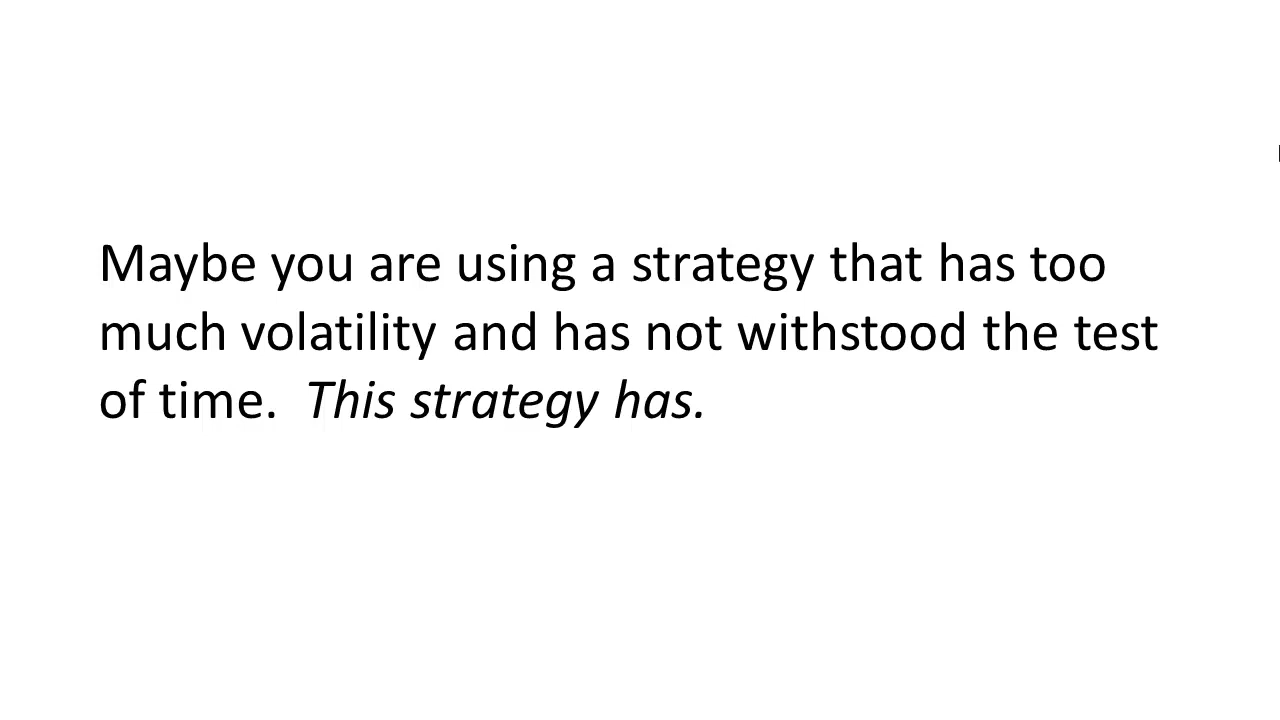 Maybe you are using a strategy that has too
much volatility and has not withstood the test
of time.  This strategy has.